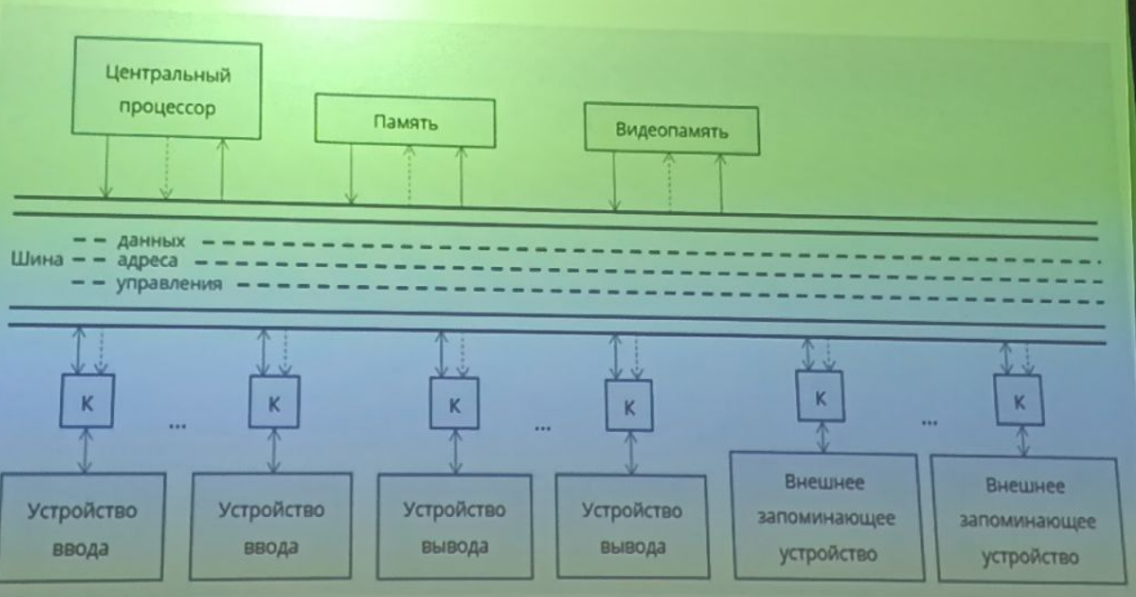 Центральный
процессор
Память
Видеопамять
Шина
данных
адреса
управления
К
К
К
К
К
К
...
...
...
Устройство
ввода
Устройство
ввода
Устройство
вывода
Устройство
вывода
Внешнее
запоминающее
устройство
Внешнее
запоминающее
устройство